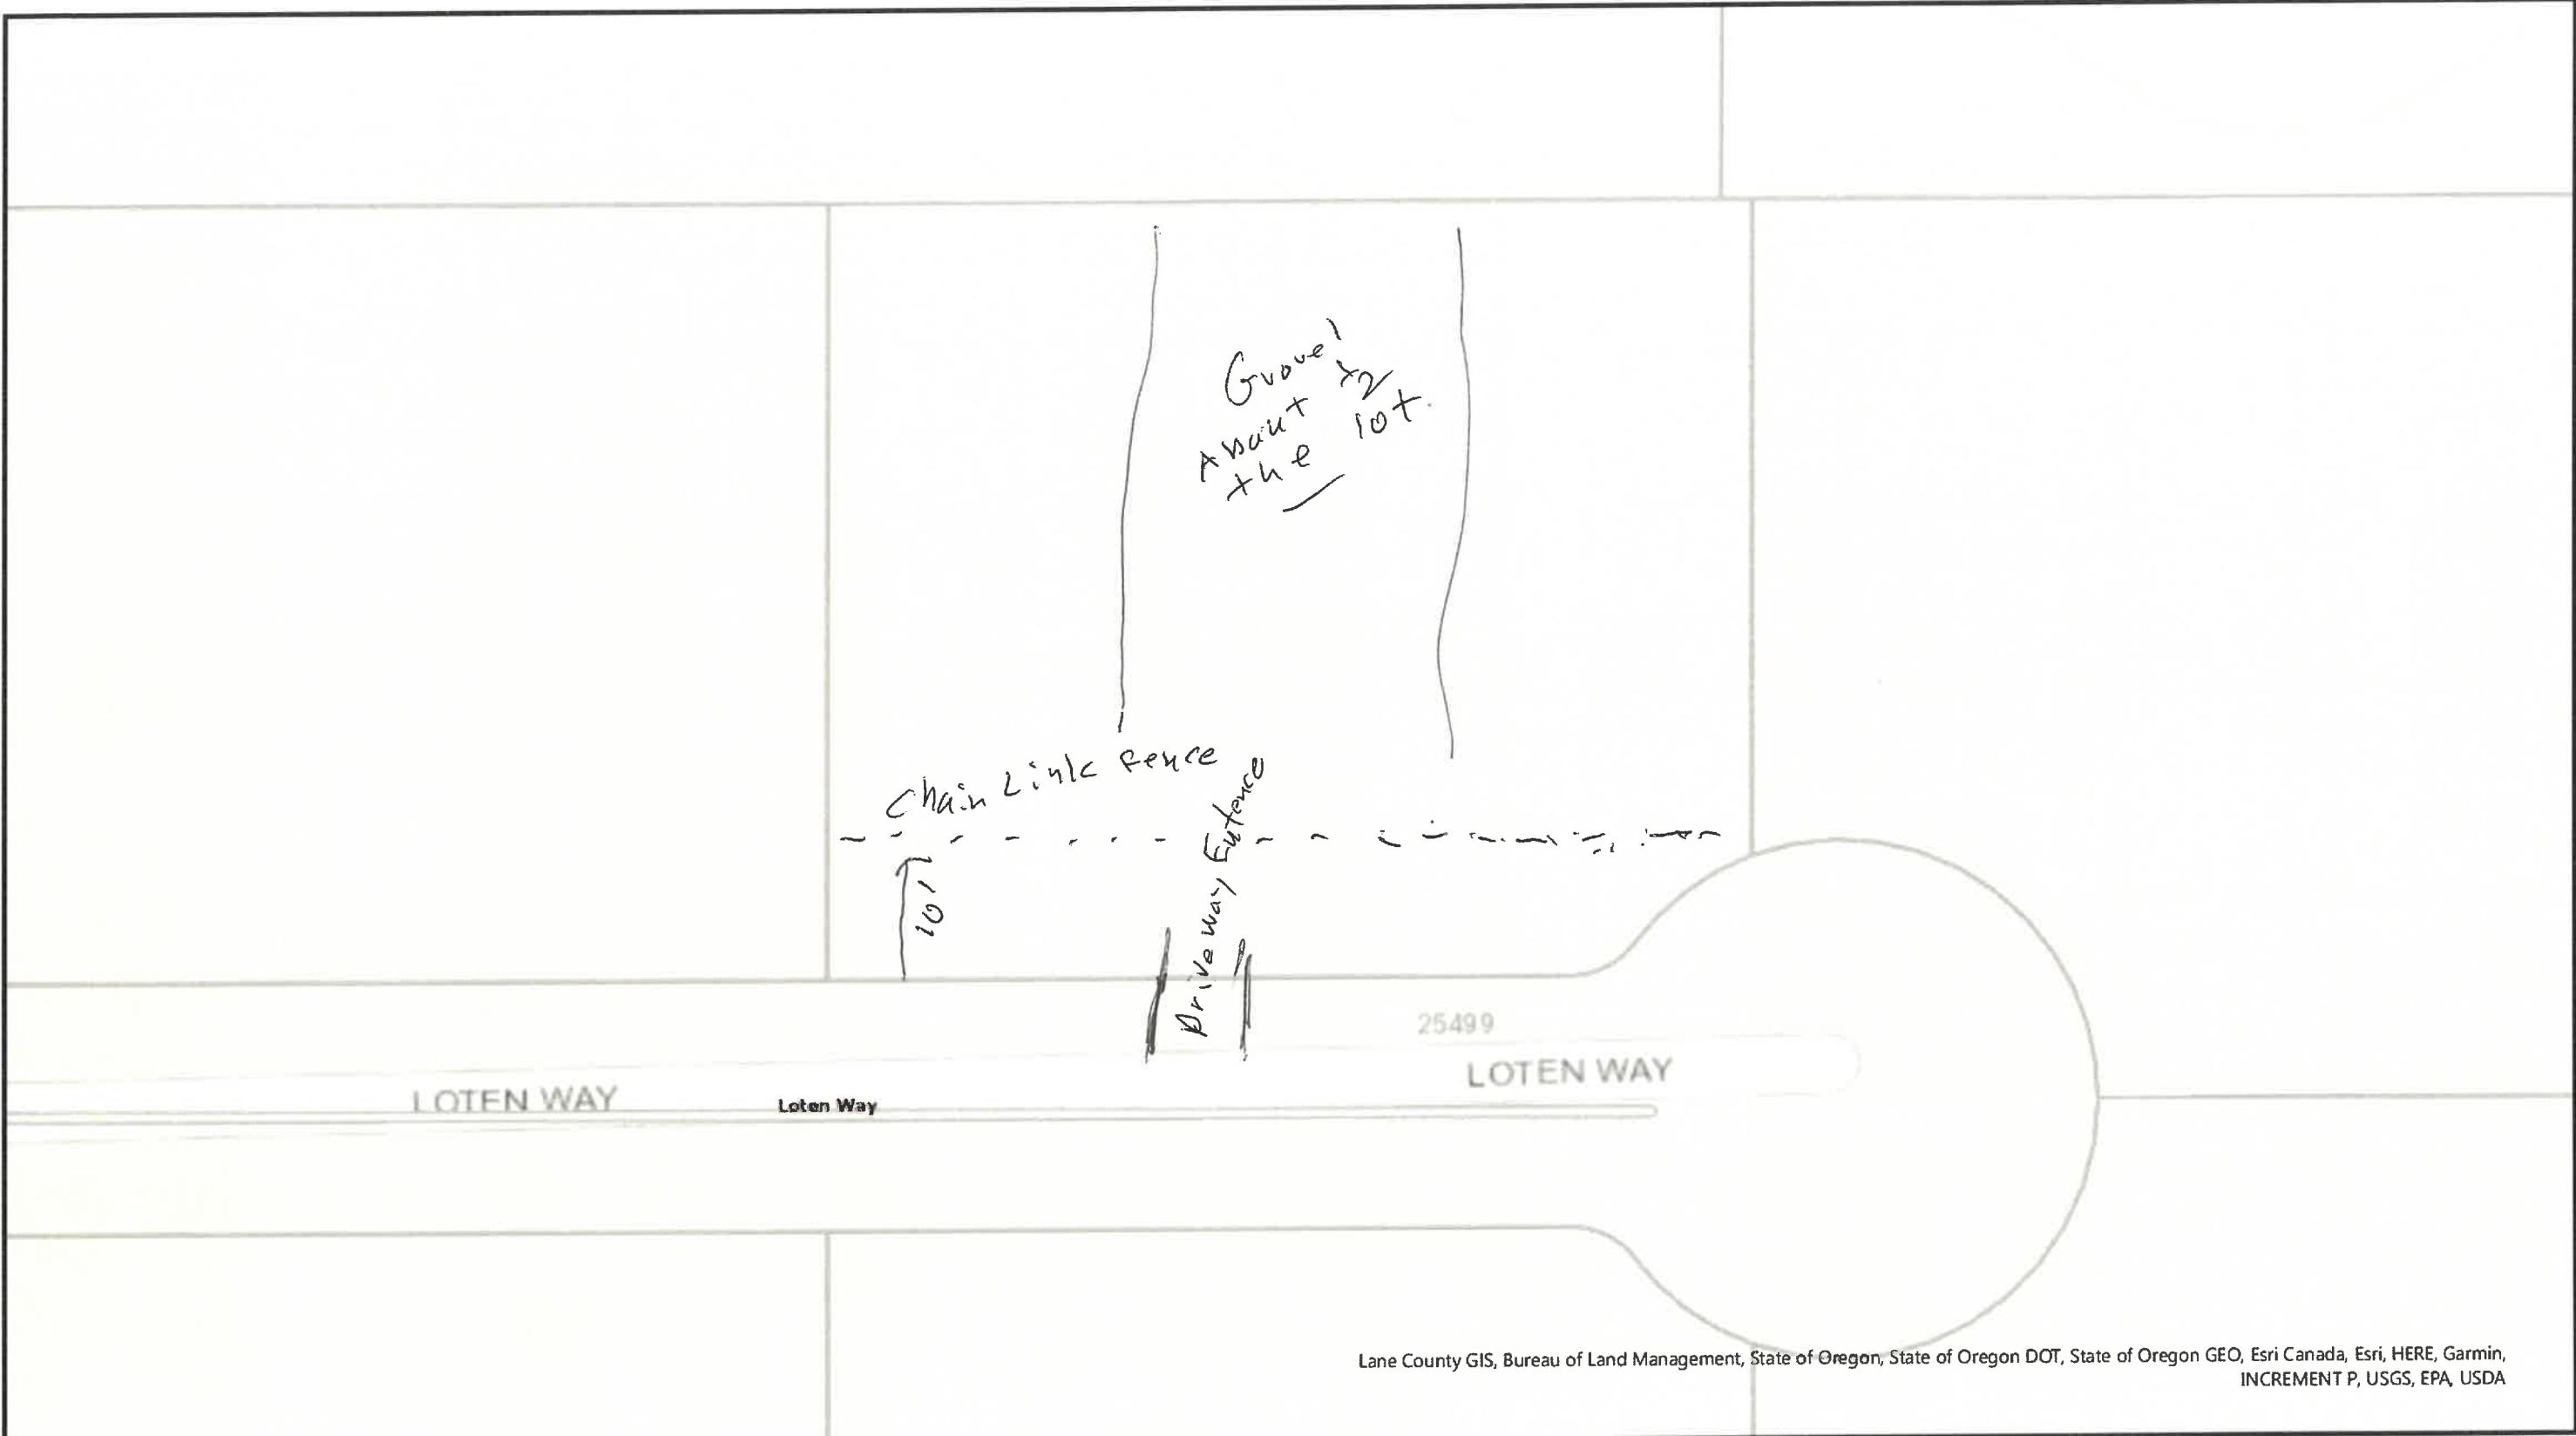 Gravel
About ½
the lot.
Chain Link fence
Driveway Entence
10'
25499
LOTEN WAY
LOTEN WAY
Loten Way
Lane County GIS, Bureau of Land Management, State of Oregon, State of Oregon DOT, State of Oregon GEO, Esri Canada, Esri, HERE, Garmin,
INCREMENT P, USGS, EPA, USDA